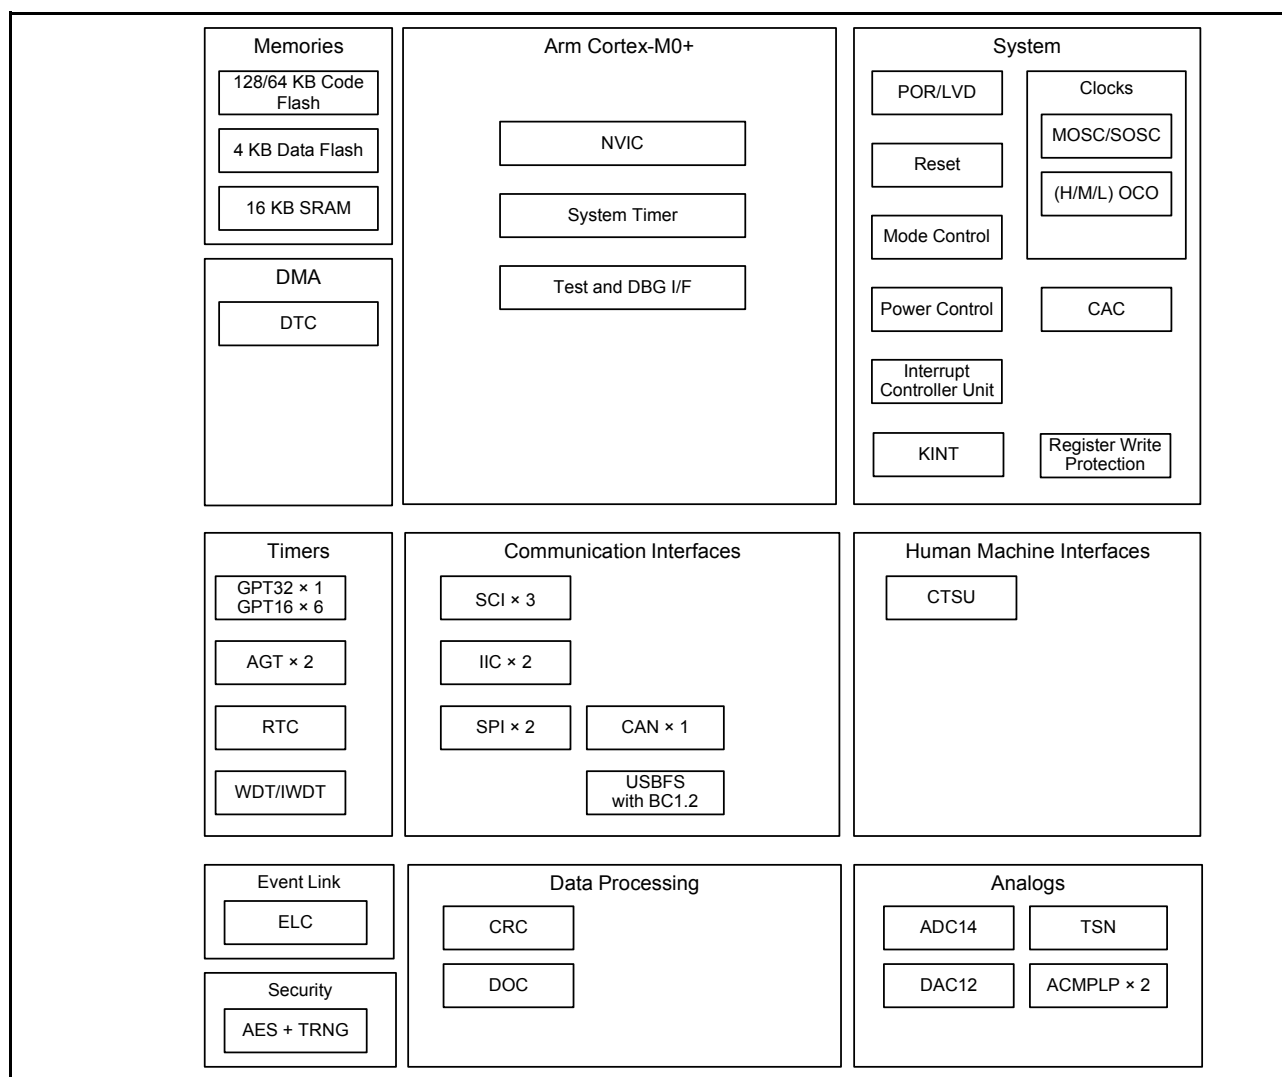 Memories
128/64 KB Code
Flash
4 KB Data Flash
16 KB SRAM
DMA
DTC
Arm Cortex-M0+
NVIC
System Timer
Test and DBG I/F
System
POR/LVD
Reset
Mode Control
Power Control
Interrupt
Controller Unit
KINT
Clocks
MOSC/SOSC
(H/M/L) OCO
CAC
Register Write
Protection
Timers
GPT32 × 1
GPT16 × 6
AGT × 2
RTC
WDT/IWDT
Communication Interfaces
SCI × 3
IIC × 2
SPI × 2
CAN × 1
USBFS
with BC1.2
Human Machine Interfaces
CTSU
Event Link
ELC
Security
AES + TRNG
Data Processing
CRC
DOC
Analogs
ADC14
TSN
DAC12
ACMPLP × 2